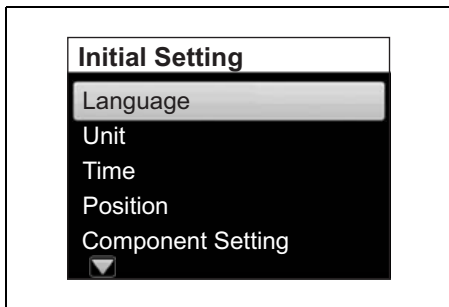 Initial Setting
Language
Unit
Time
Position
Component Setting